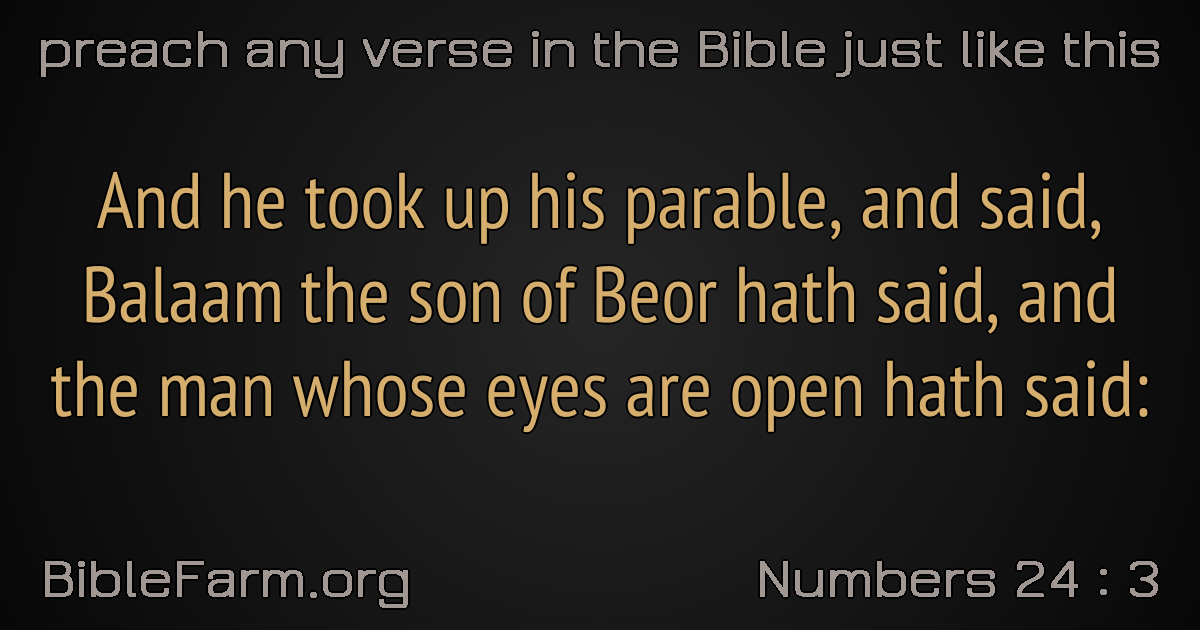 preach any verse in the Bible just like this
And he took up his parable, and said,
Balaam the son of Beor hath said, and
the man whose eyes are open hath said:
BibleFarm.org
Numbers 24 : 3